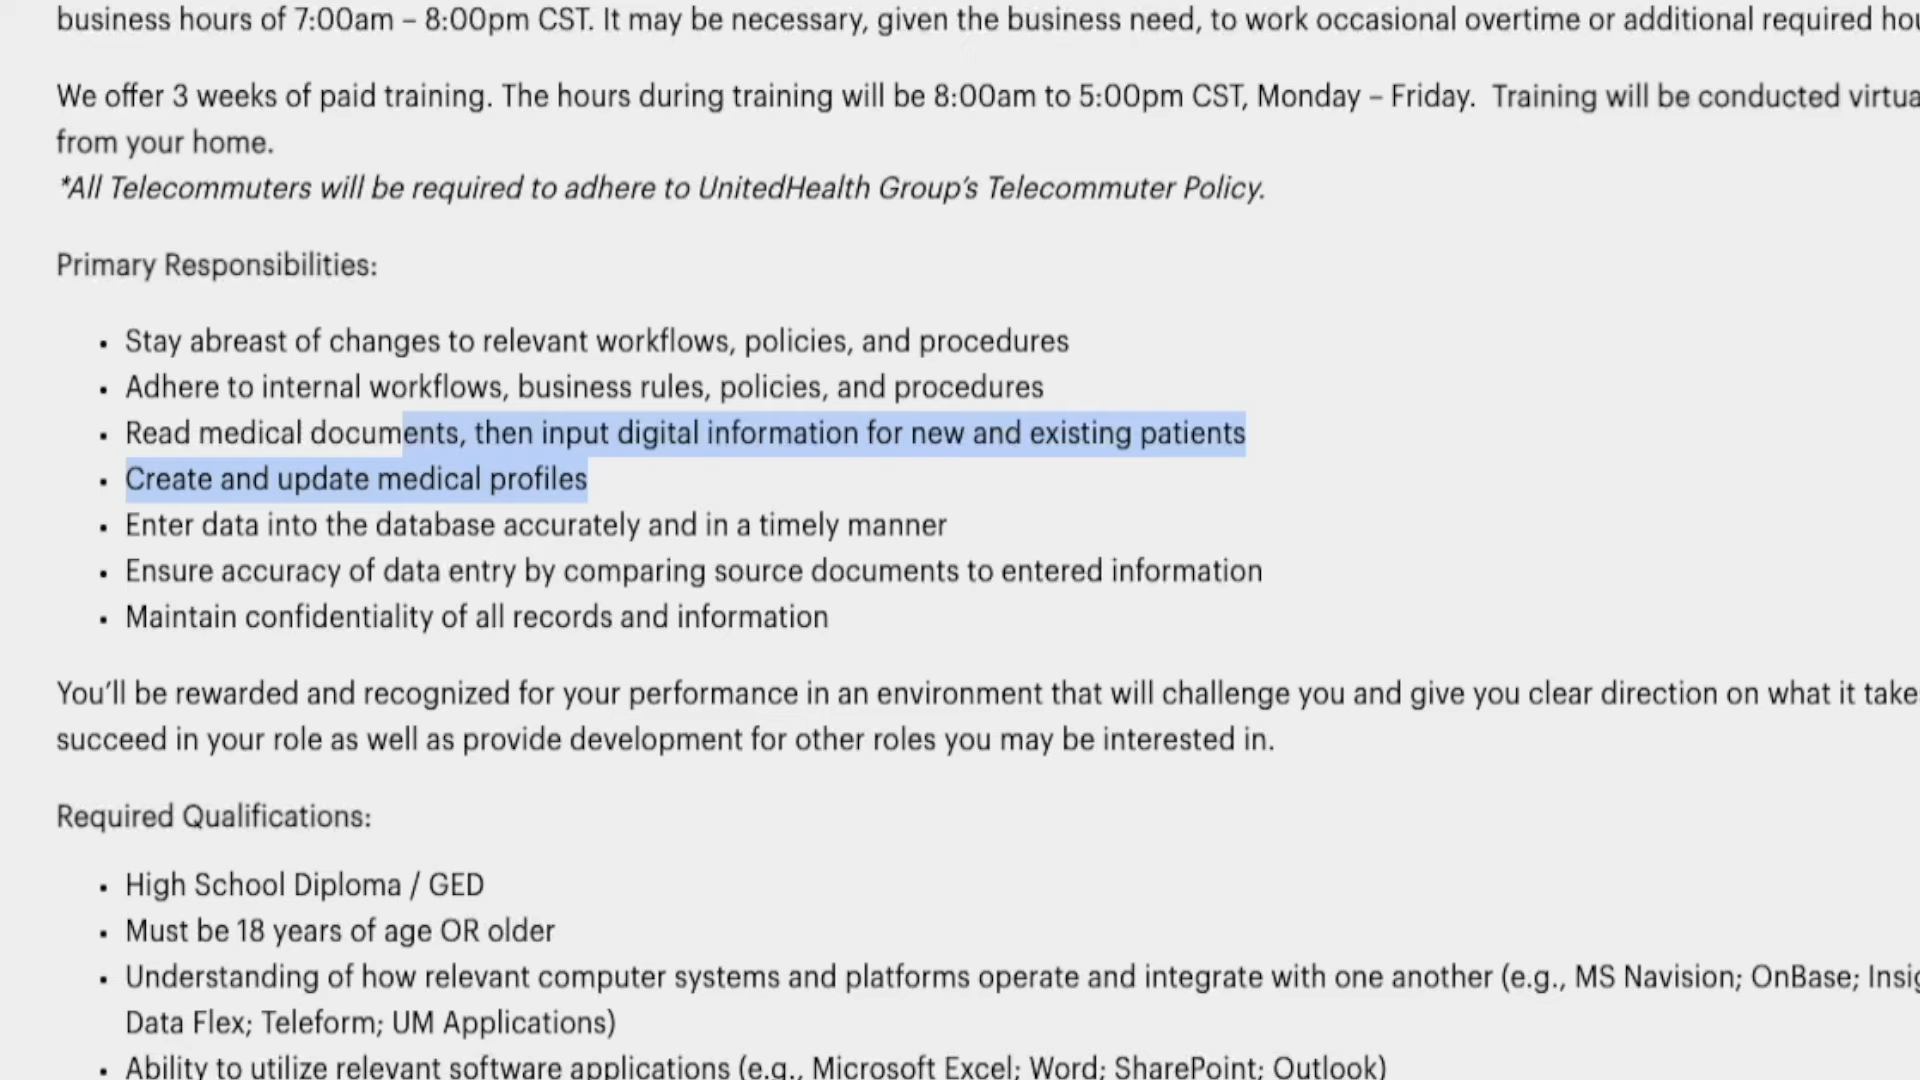 business hours of 7:00am – 8:00pm CST. It may be necessary, given the business need, to work occasional overtime or additional required
We offer 3 weeks of paid training. The hours during training will be 8:00am to 5:00pm CST, Monday – Friday. Training will be conducted
from your home.
*All Telecommuters will be required to adhere to UnitedHealth Group's Telecommuter Policy.
Primary Responsibilities:
• Stay abreast of changes to relevant workflows, policies, and procedures
• Adhere to internal workflows, business rules, policies, and procedures
• Read medical documents, then input digital information for new and existing patients
• Create and update medical profiles
• Enter data into the database accurately and in a timely manner
• Ensure accuracy of data entry by comparing source documents to entered information
• Maintain confidentiality of all records and information
You'll be rewarded and recognized for your performance in an environment that will challenge you and give you clear direction on what it take
succeed in your role as well as provide development for other roles you may be interested in.
Required Qualifications:
• High School Diploma / GED
• Must be 18 years of age OR older
• Understanding of how relevant computer systems and platforms operate and integrate with one another (e.g., MS Navision; OnBase;
Data Flex; Teleform; UM Applications)
• Ability to utilize relevant software applications (e.g., Microsoft Excel; Word; SharePoint; Outlook)